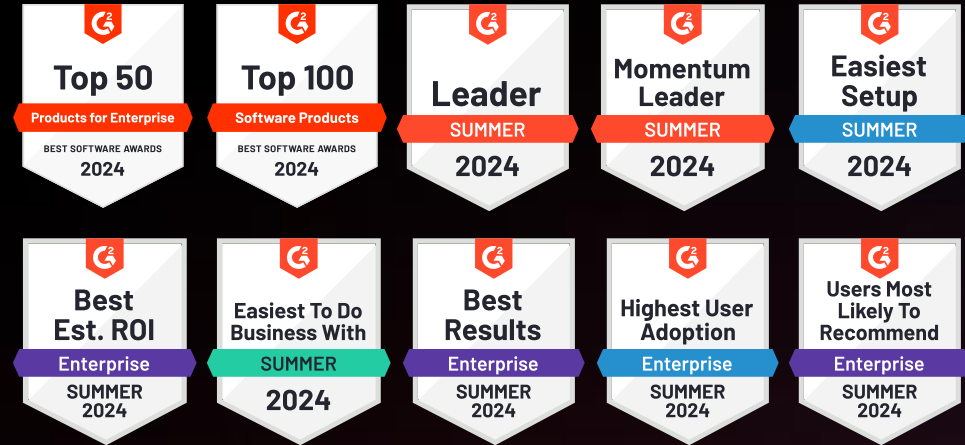 G2
Top 50
Products for Enterprise
BEST SOFTWARE AWARDS
2024
G2
Top 100
Software Products
BEST SOFTWARE AWARDS
2024
G2
Leader
SUMMER
2024
G2
Momentum
Leader
SUMMER
2024
G2
Easiest
Setup
SUMMER
2024
G2
Best
Est. ROI
Enterprise
SUMMER
2024
G2
Easiest To Do
Business With
SUMMER
2024
G2
Best
Results
Enterprise
SUMMER
2024
G2
Highest User
Adoption
Enterprise
SUMMER
2024
G2
Users Most
Likely To
Recommend
Enterprise
SUMMER
2024